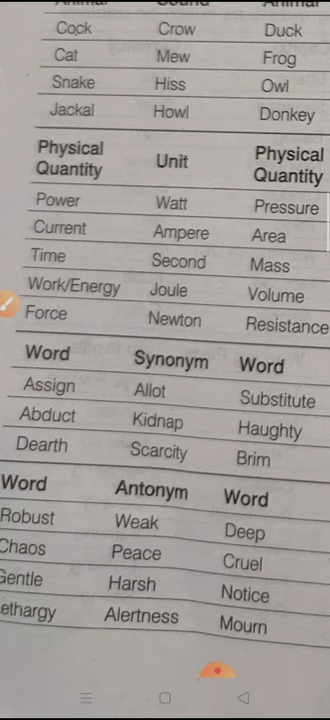 Animal Sound Animal
Cock Crow Duck
Cat Mew Frog
Snake Hiss Owl
Jackal Howl Donkey
Physical Quantity Unit Physical Quantity
Power Watt Pressure
Current Ampere Area
Time Second Mass
Work/Energy Joule Volume
Force Newton Resistance
Word Synonym Word
Assign Allot Substitute
Abduct Kidnap Haughty
Dearth Scarcity Brim
Word Antonym Word
Robust Weak Deep
Chaos Peace Cruel
Gentle Harsh Notice
ethargy Alertness Mourn